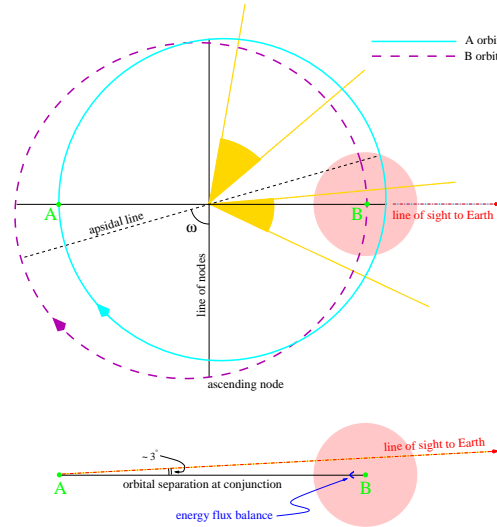 A orbi
B orbit
A
B
apsidal line
ω
line of nodes
line of sight to Earth
ascending node
~ 3°
line of sight to Earth
A
orbital separation at conjunction
B
energy flux balance